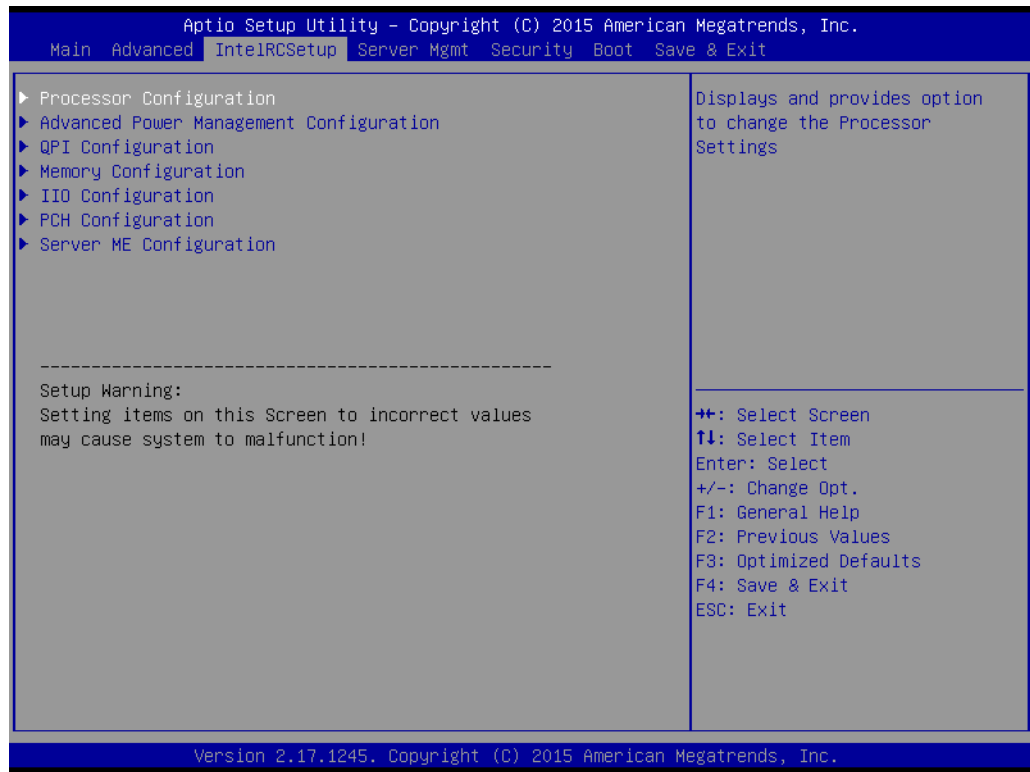 Aptio Setup Utility – Copyright (C) 2015 American Megatrends, Inc.
Main Advanced IntelRCSetup Server Mgmt Security Boot Save & Exit
▶ Processor Configuration
▶ Advanced Power Management Configuration
▶ QPI Configuration
▶ Memory Configuration
▶ IIO Configuration
▶ PCH Configuration
▶ Server ME Configuration
--------------------------------------------------
Setup Warning:
Setting items on this Screen to incorrect values
may cause system to malfunction!
Displays and provides option
to change the Processor
Settings
→←: Select Screen
↑↓: Select Item
Enter: Select
+/-: Change Opt.
F1: General Help
F2: Previous Values
F3: Optimized Defaults
F4: Save & Exit
ESC: Exit
Version 2.17.1245. Copyright (C) 2015 American Megatrends, Inc.